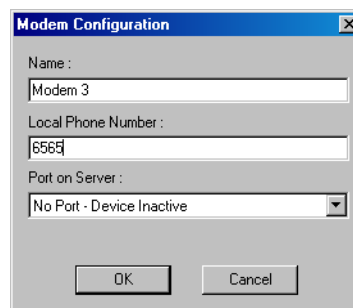 Modem Configuration
Name :
Modem 3
Local Phone Number :
6565
Port on Server :
No Port - Device Inactive
OK
Cancel